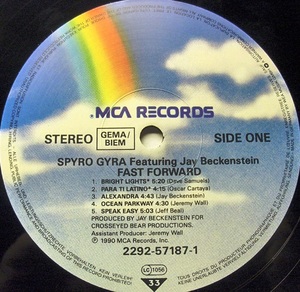 MCA RECORDS
STEREO
GEMA/
BIEM
SIDE ONE
SPYRO GYRA Featuring Jay Beckenstein
FAST FORWARD
1. BRIGHT LIGHTS* 5:20 (Dave Samuels)
2. PARA TI LATINO* 4:15 (Oscar Cartaya)
3. ALEXANDRA 4:43 (Jay Beckenstein)
4. OCEAN PARKWAY 4:30 (Jeremy Wall)
5. SPEAK EASY 5:03 (Jeff Beal)
PRODUCED BY JAY BECKENSTEIN FOR
CROSSEYED BEAR PRODUCTIONS.
Assistant Producer: Jeremy Wall
℗ 1990 MCA Records, Inc.
2292-57187-1
LC 1056
33